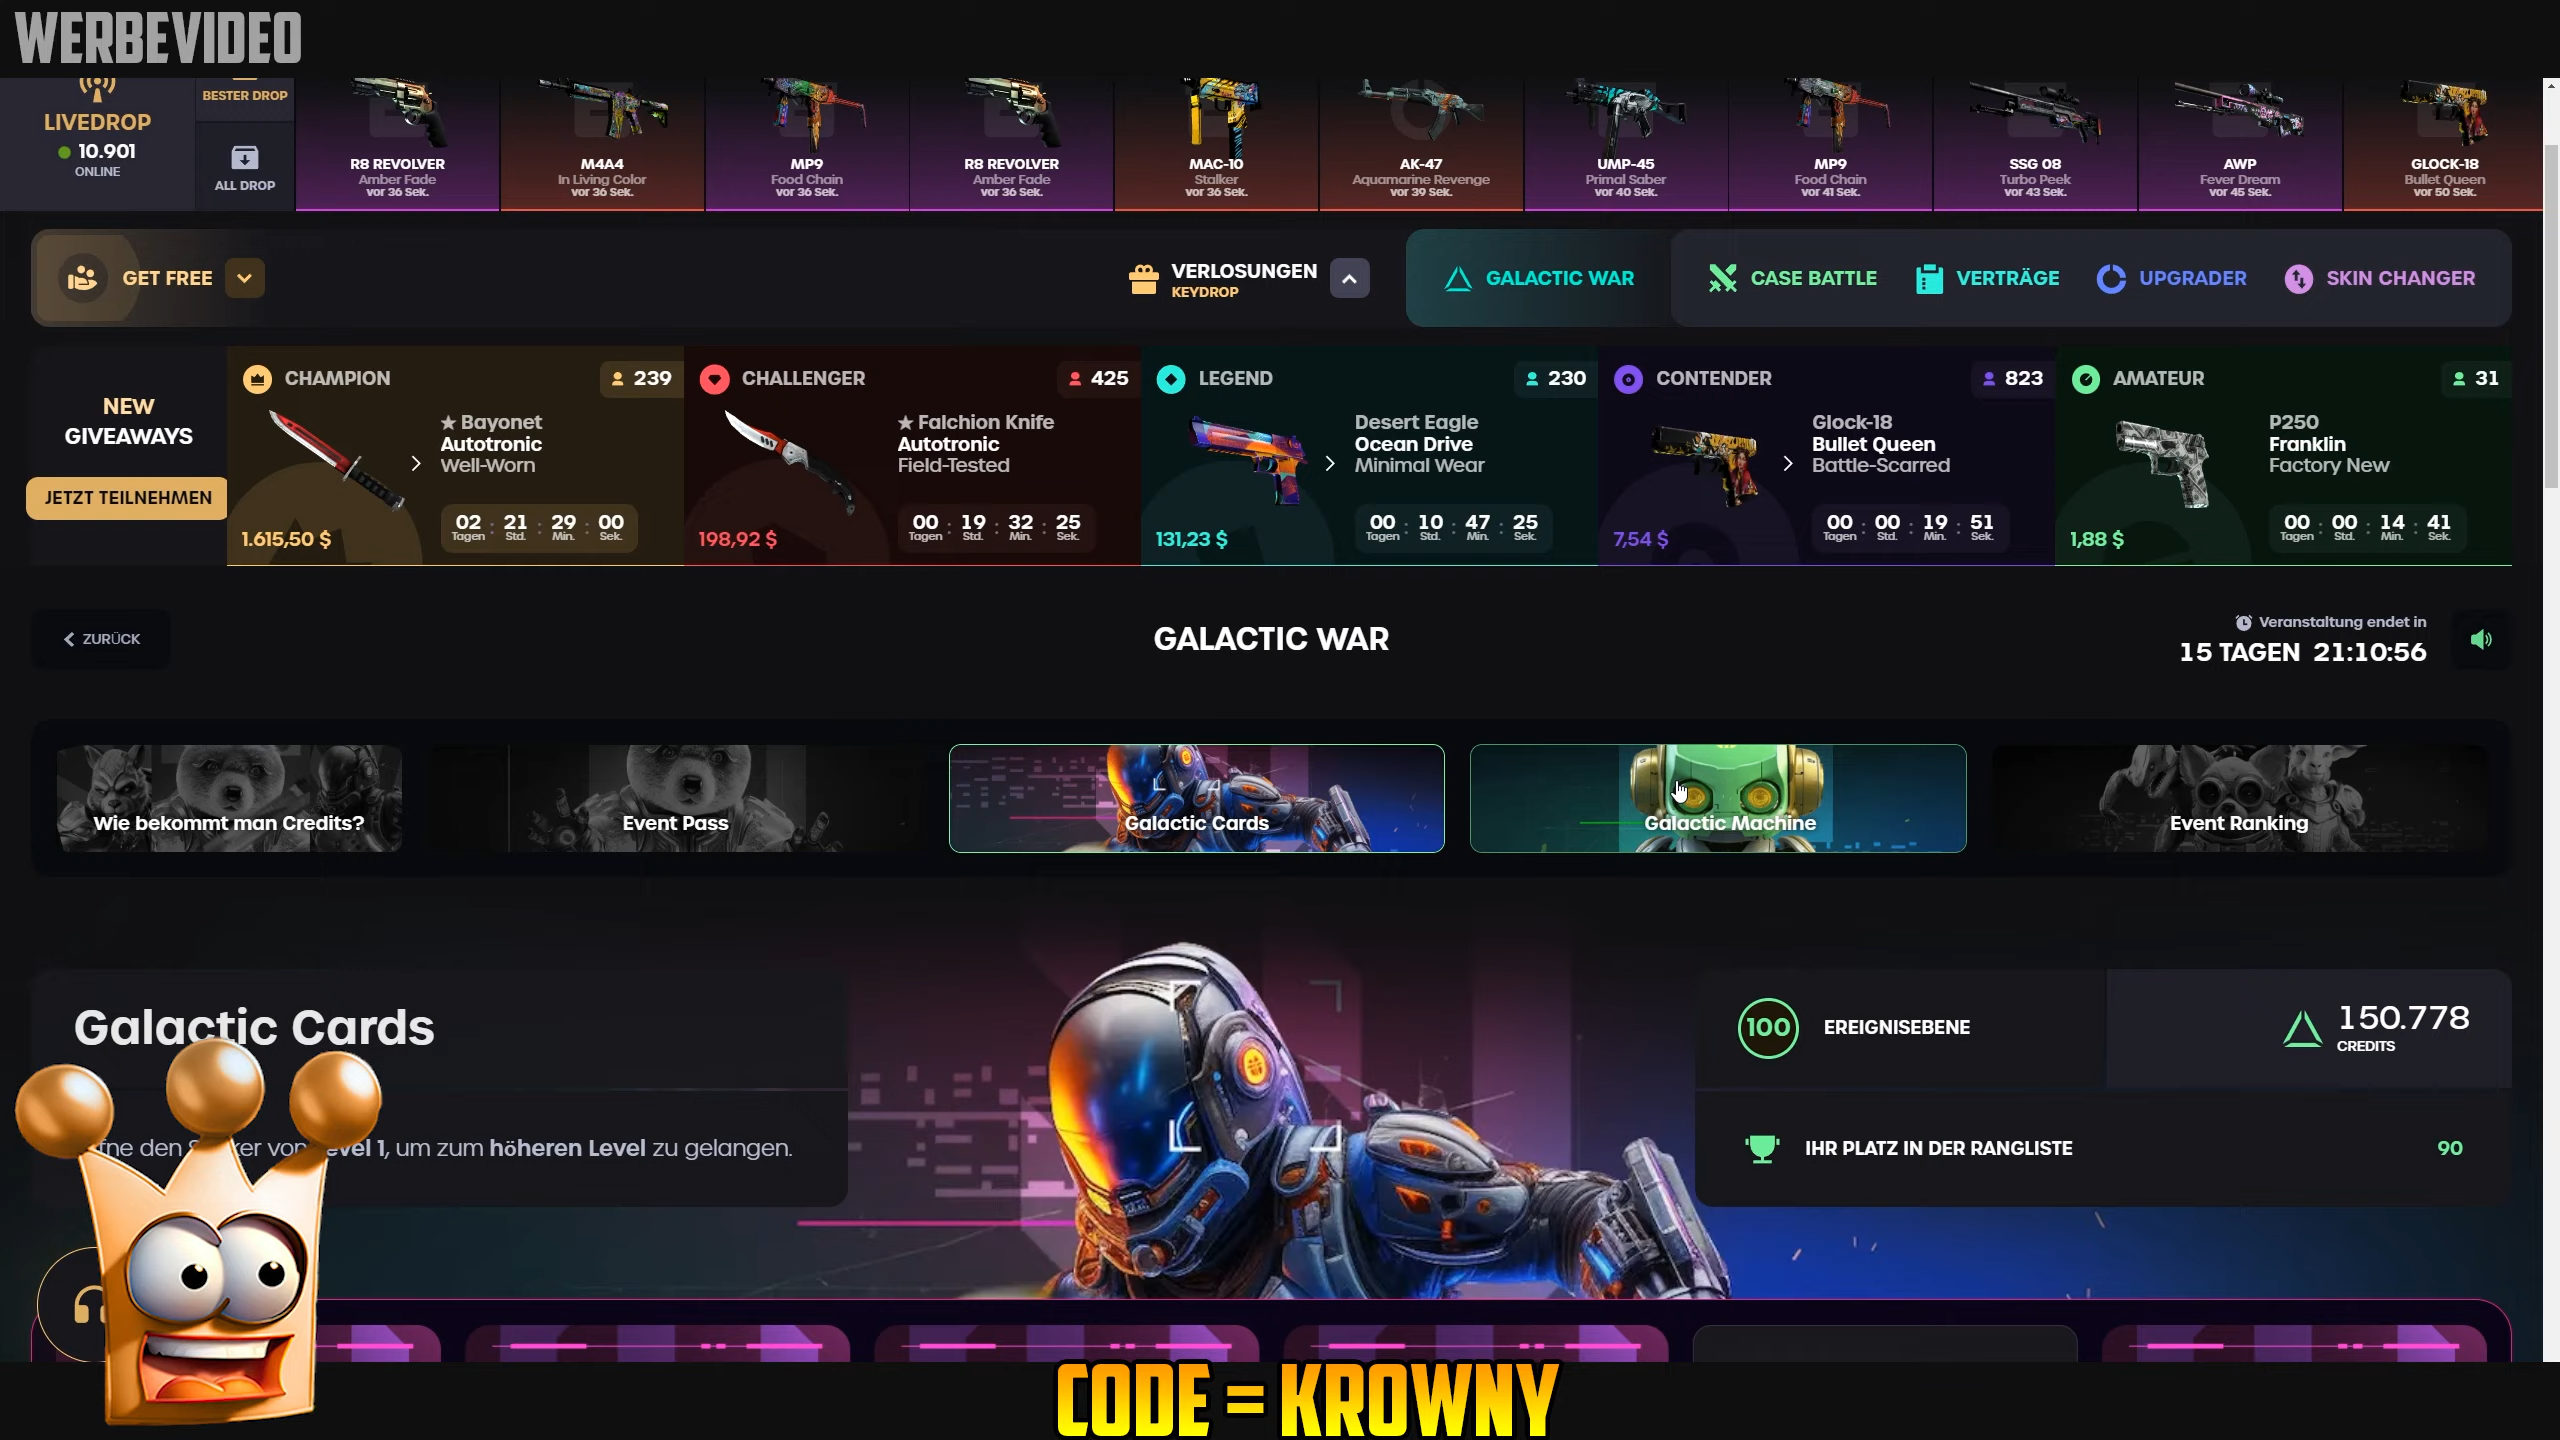 WERBEVIDEO
LIVEDROP
10.901
ONLINE
BESTER DROP
ALL DROP
R8 REVOLVER
Amber Fade
vor 36 Sek.
M4A4
In Living Color
vor 36 Sek.
MP9
Food Chain
vor 36 Sek.
R8 REVOLVER
Amber Fade
vor 36 Sek.
MAC-10
Stalker
vor 36 Sek.
AK-47
Aquamarine Revenge
vor 39 Sek.
UMP-45
Primal Saber
vor 40 Sek.
MP9
Food Chain
vor 41 Sek.
SSG 08
Turbo Peek
vor 43 Sek.
AWP
Fever Dream
vor 45 Sek.
GLOCK-18
Bullet Queen
vor 50 Sek.
GET FREE
VERLOSUNGEN
KEYDROP
GALACTIC WAR
CASE BATTLE
VERTRÄGE
UPGRADER
SKIN CHANGER
NEW
GIVEAWAYS
JETZT TEILNEHMEN
CHAMPION
239
★ Bayonet
Autotronic
Well-Worn
1.615,50 $
02 : 21 : 29 : 00
Tagen Std. Min. Sek.
CHALLENGER
425
★ Falchion Knife
Autotronic
Field-Tested
198,92 $
00 : 19 : 32 : 25
Tagen Std. Min. Sek.
LEGEND
230
Desert Eagle
Ocean Drive
Minimal Wear
131,23 $
00 : 10 : 47 : 25
Tagen Std. Min. Sek.
CONTENDER
823
Glock-18
Bullet Queen
Battle-Scarred
7,54 $
00 : 00 : 19 : 51
Tagen Std. Min. Sek.
AMATEUR
31
P250
Franklin
Factory New
1,88 $
00 : 00 : 14 : 41
Tagen Std. Min. Sek.
ZURÜCK
GALACTIC WAR
Veranstaltung endet in
15 TAGEN 21:10:56
Wie bekommt man Credits?
Event Pass
Galactic Cards
Galactic Machine
Event Ranking
Galactic Cards
den von 1, um zum höheren Level zu gelangen.
100
EREIGNISEBENE
150.778
CREDITS
IHR PLATZ IN DER RANGLISTE
90
CODE = KROWNY